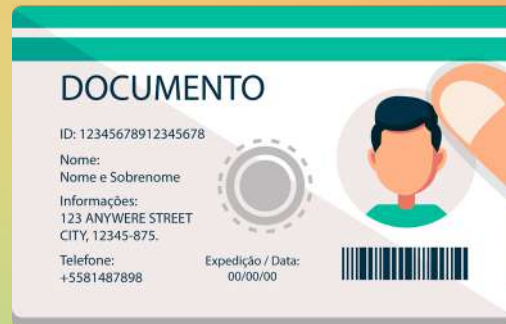 DOCUMENTO
ID: 12345678912345678
Nome:
Nome e Sobrenome
Informações:
123 ANYWERE STREET
CITY, 12345-875.
Telefone:
+5581487898
Expedição / Data:
00/00/00